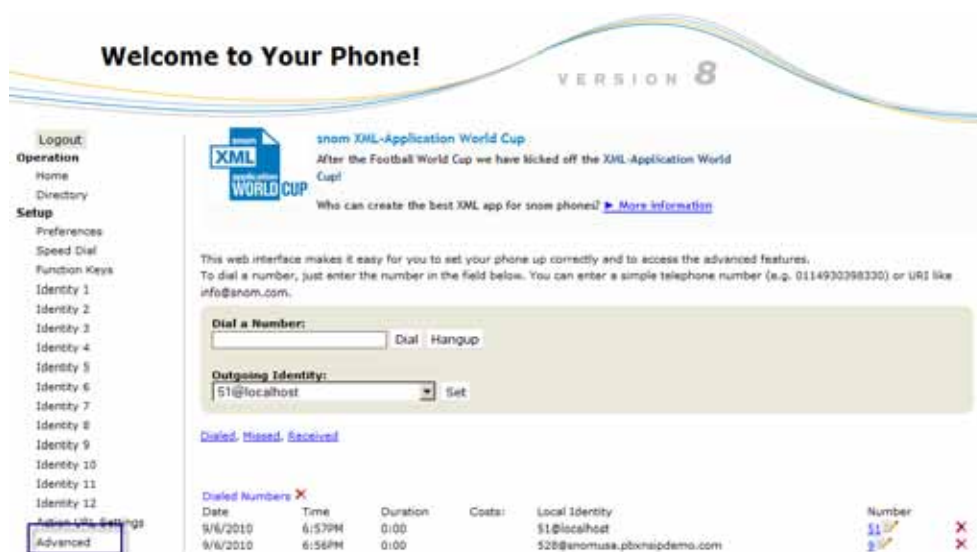 Welcome to Your Phone!
VERSION 8
Logout
Operation
Home
Directory
Setup
Preferences
Speed Dial
Function Keys
Identity 1
Identity 2
Identity 3
Identity 4
Identity 5
Identity 6
Identity 7
Identity 8
Identity 9
Identity 10
Identity 11
Identity 12
Action URL Settings
Advanced
snom
XML
application
WORLD CUP
snom XML-Application World Cup
After the Football World Cup we have kicked off the XML-Application World
Cup!
Who can create the best XML app for snom phones? ► More information
This web interface makes it easy for you to set your phone up correctly and to access the advanced features.
To dial a number, just enter the number in the field below. You can enter a simple telephone number (e.g. 0114930398330) or URI like
info@snom.com.
Dial a Number:
Dial Hangup
Outgoing Identity:
51@localhost Set
Dialed, Missed, Received
Dialed Numbers
Date Time Duration Costs: Local Identity Number
9/6/2010 6:57PM 0:00 51@localhost 51
9/6/2010 6:56PM 0:00 528@snomusa.pbxnsipdemo.com 9